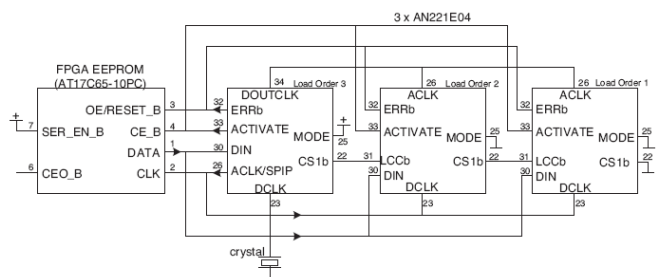 3 x AN221E04
FPGA EEPROM
(AT17C65-10PC)
OE/RESET_B 3
7 SER_EN_B
CE_B 4
DATA 1
6 CEO_B
CLK 2
34 Load Order 3
DOUTCLK
32 ERRb
33 ACTIVATE
MODE 25
30 DIN
CS1b 22
26 ACLK/SPIP
DCLK
23
crystal
26 Load Order 2
ACLK
32 ERRb
33 ACTIVATE
MODE 25
31 LCCb
CS1b 22
30 DIN
DCLK
23
26 Load Order 1
ACLK
32 ERRb
33 ACTIVATE
MODE 25
31 LCCb
CS1b 22
30 DIN
DCLK
23